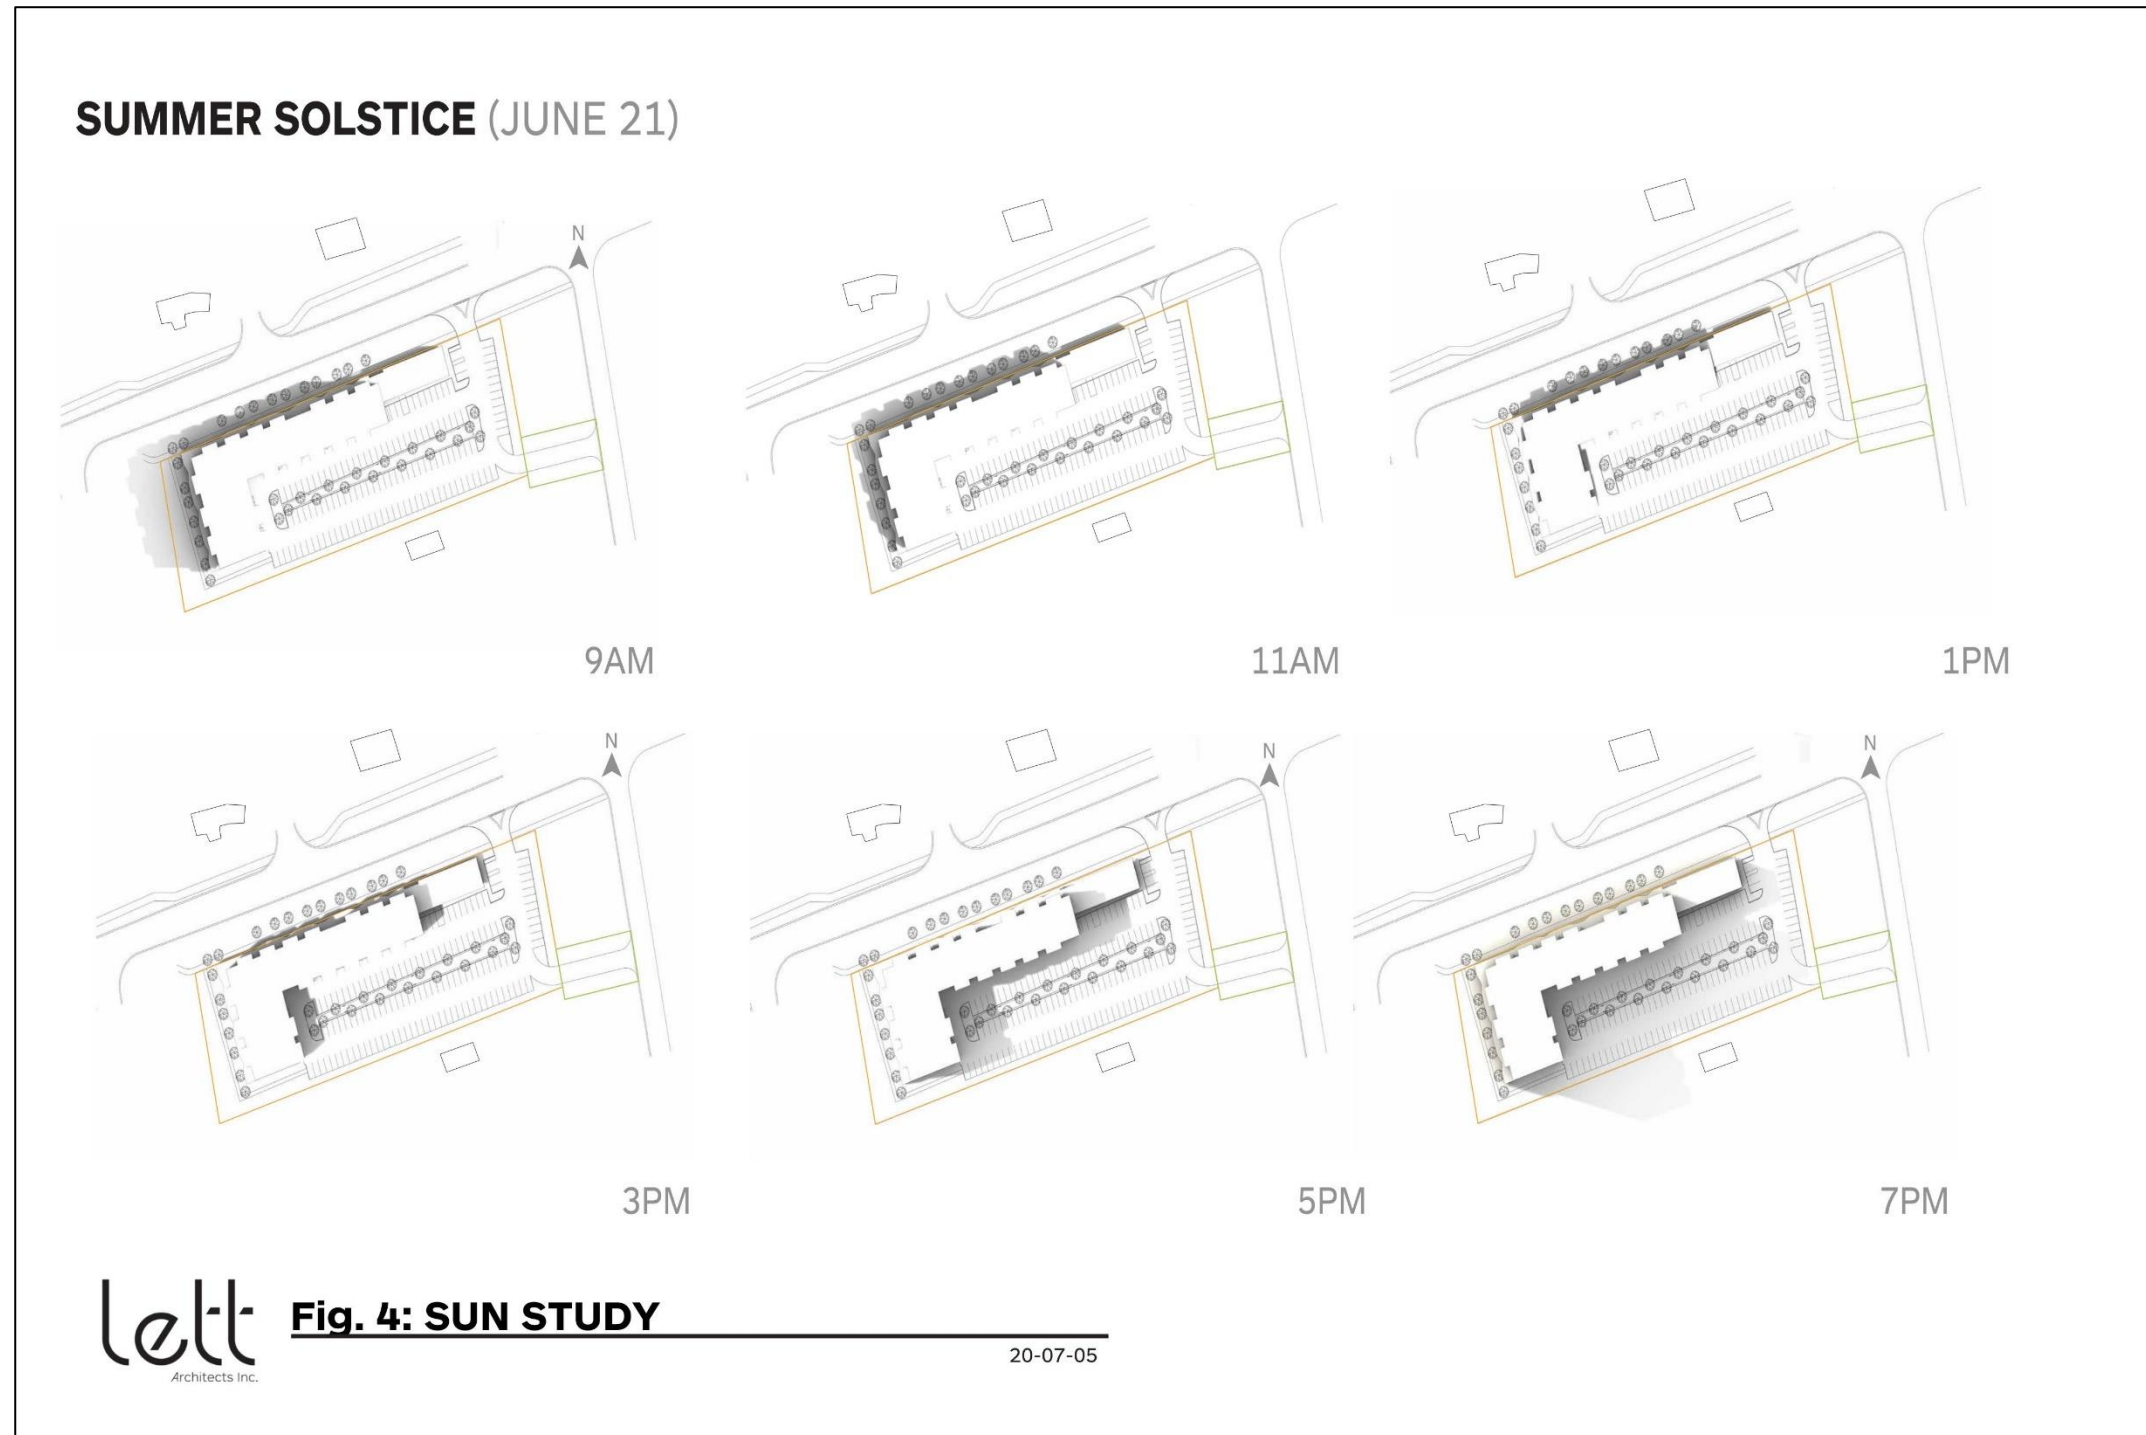 SUMMER SOLSTICE (JUNE 21)
N
9AM
11AM
1PM
N
N
N
3PM
5PM
7PM
lett
Architects Inc.
Fig. 4: SUN STUDY
20-07-05